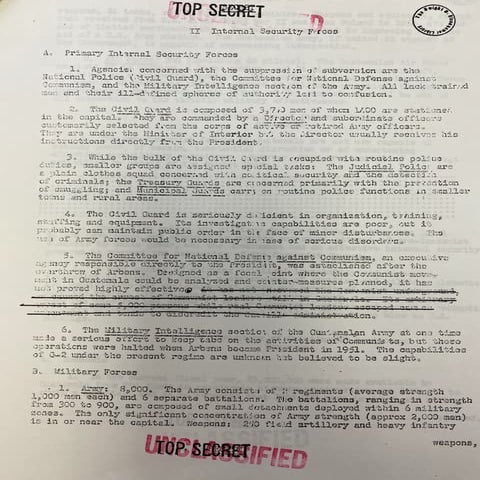 TOP SECRET
UNCLASSIFIED
II Internal Security Forces
A. Primary Internal Security Forces
1. Agencies concerned with the suppression of subversion are the
National Police (Civil Guard), the Committee for National Defense against
Communism, and the Military Intelligence section of the Army. All lack trained
men and their ill-defined spheres of authority lead to confusion.
2. The Civil Guard is composed of men of whom are stationed
in the capital. They are commanded by a Director and subordinate officers
customarily selected from the corps of active or retired Army officers.
They are under the Minister of Interior but the Director usually receives his
instructions directly from the President.
3. While the bulk of the Civil Guard is occupied with routine police
duties, smaller groups are assigned special tasks: The Judicial Police are
a plain clothes squad concerned with political security and the detection
of criminals; the Treasury Guards are concerned primarily with the prevention
of smuggling; and Municipal Guards carry on routine police functions in smaller
towns and rural areas.
4. The Civil Guard is seriously deficient in organization, training,
staffing and equipment. Its investigative capabilities are poor, but it
probably can maintain public order in the face of minor disturbances. The
use of Army forces would be necessary in case of serious disorders.
5. The Committee for National Defense against Communism, an executive
agency responsible directly to the President, was established after the
overthrow of Arbenz. Designed as a focal point where the Communist move-
ment in Guatemala could be analyzed and counter-measures planned, it has
not proved highly effective.
6. The Military Intelligence section of the Guatemalan Army at one time
made a serious effort to keep tabs on the activities of Communists, but these
operations were halted when Arbenz became President in 1951. The capabilities
of G-2 under the present regime are unknown but believed to be slight.
B. Military Forces
1. Army: 8,000. The Army consists of regiments (average strength
1,000 men each) and 6 separate battalions. The battalions, ranging in strength
from 300 to 900, are composed of small detachments deployed within 6 military
zones. The only significant concentration of Army strength (approx 2,000 men)
is in or near the capital. Weapons: field artillery and heavy infantry
weapons,
UNCLASSIFIED
TOP SECRET